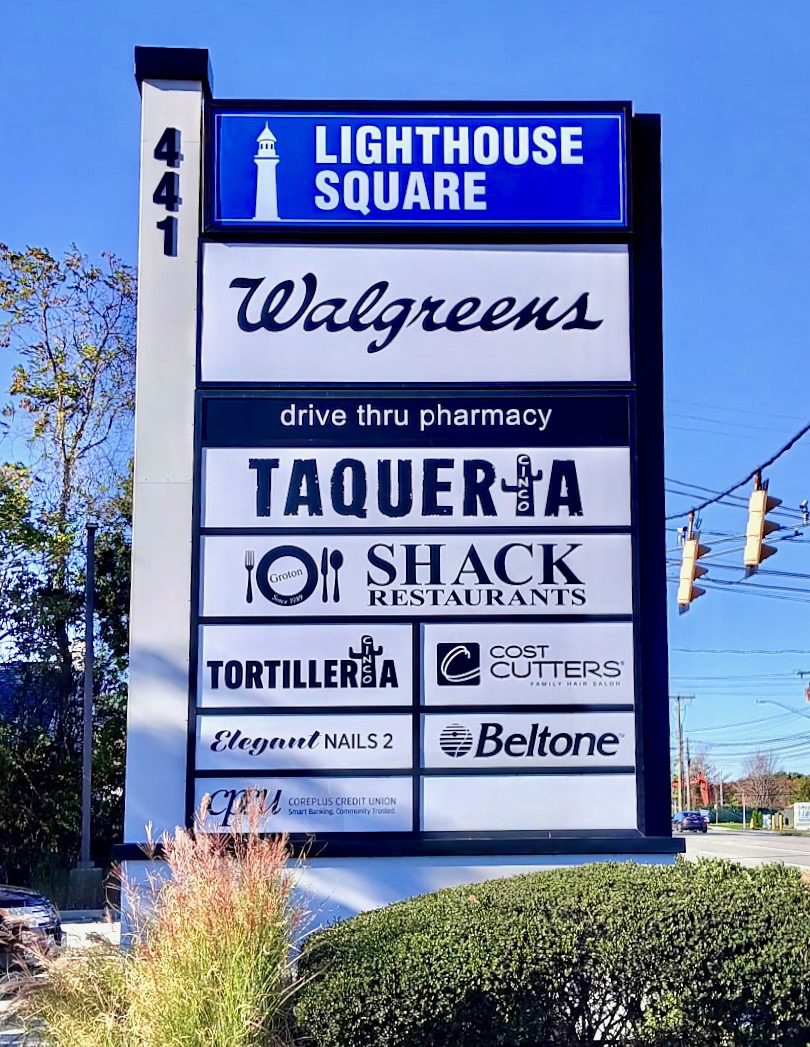 441
LIGHTHOUSE
SQUARE
Walgreens
drive thru pharmacy
TAQUERIA
CINCO
Groton
Since 1989
SHACK
RESTAURANTS
TORTILLERIA
CINCO
COST
CUTTERS®
FAMILY HAIR SALON
Elegant NAILS 2
Beltone™
cpcu COREPLUS CREDIT UNION
Smart Banking. Community Trusted.